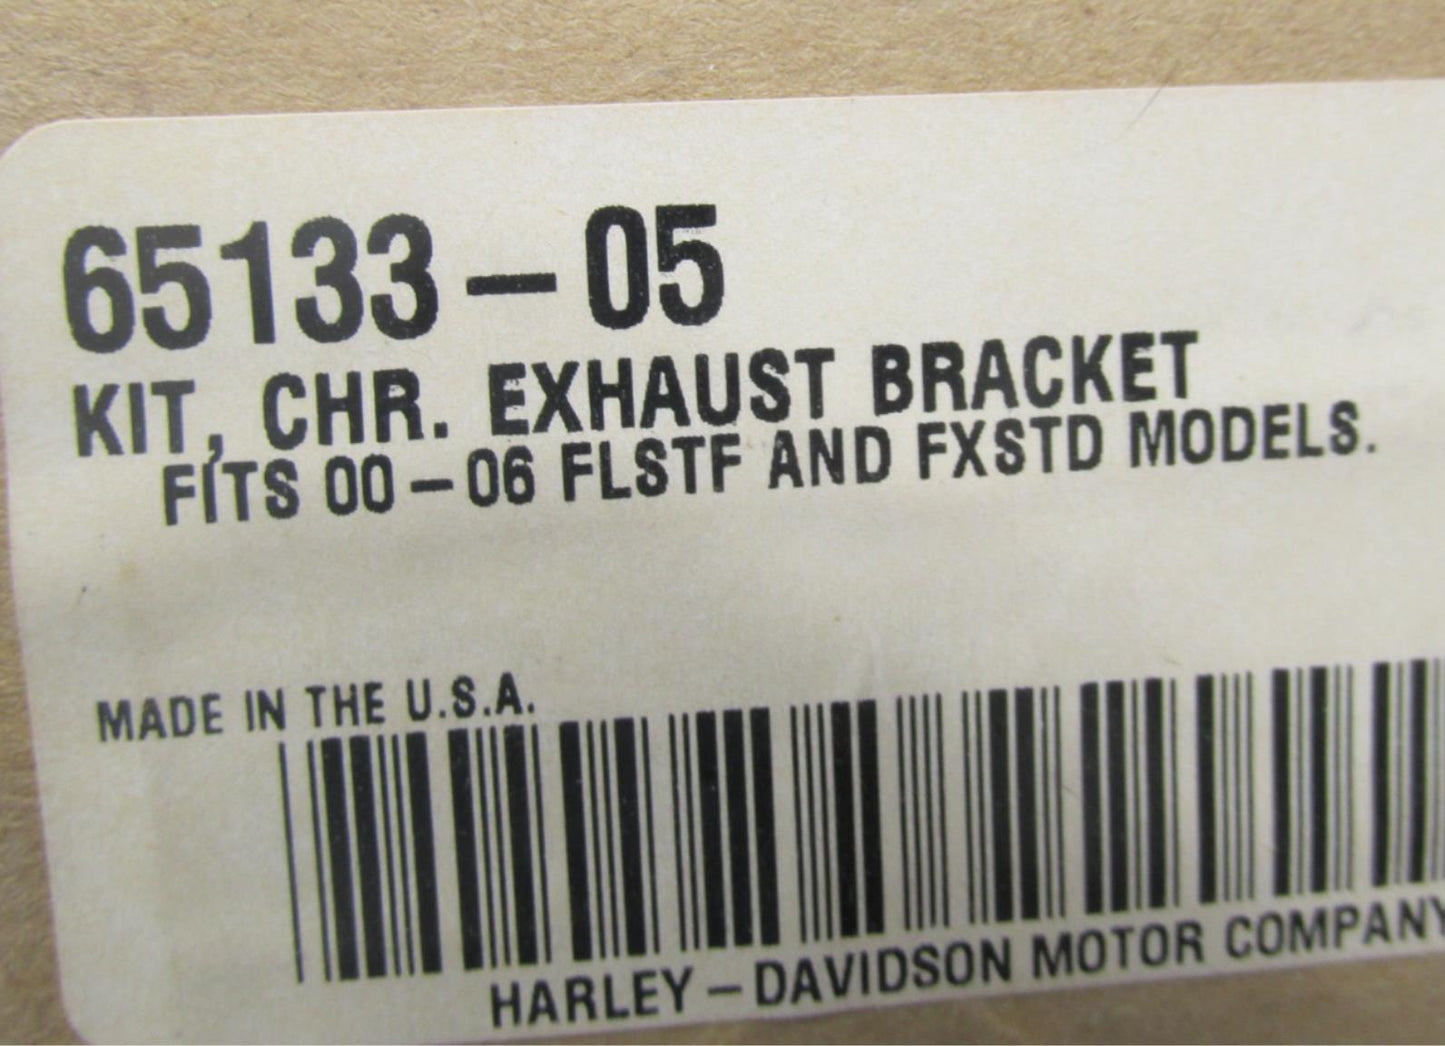 65133-05
KIT, CHR. EXHAUST BRACKET
FITS 00-06 FLSTF AND FXSTD MODELS.
MADE IN THE U.S.A.
HARLEY-DAVIDSON MOTOR COMPANY